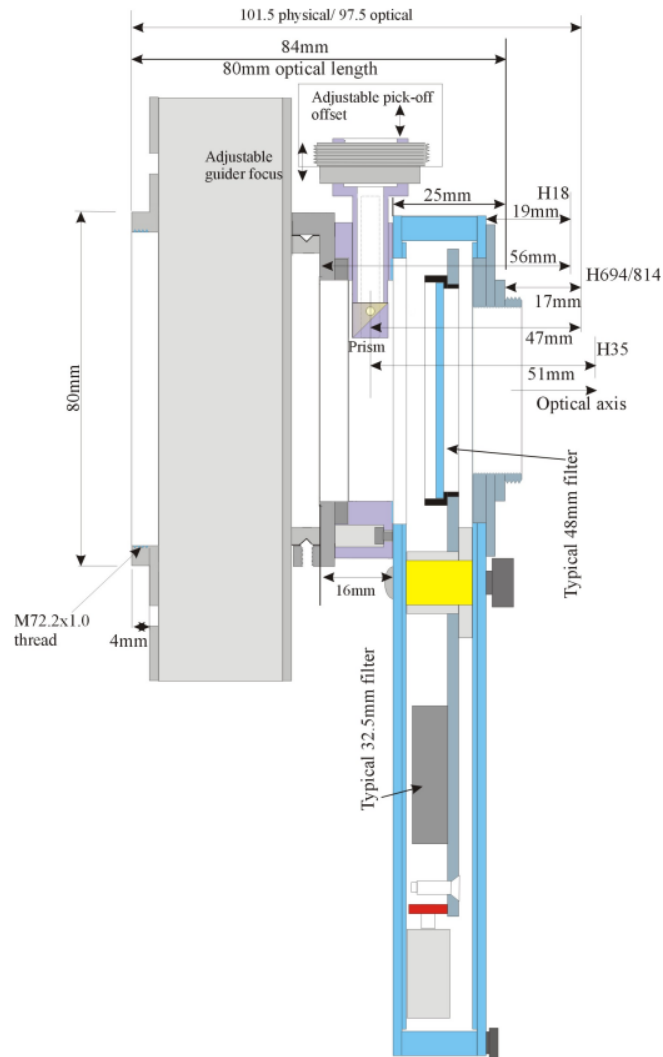 101.5 physical/ 97.5 optical
84mm
80mm optical length
Adjustable pick-off
offset
Adjustable
guider focus
25mm
H18
19mm
56mm
H694/814
17mm
47mm
Prism
H35
51mm
Optical axis
80mm
Typical 48mm filter
16mm
M72.2x1.0
thread
4mm
Typical 32.5mm filter